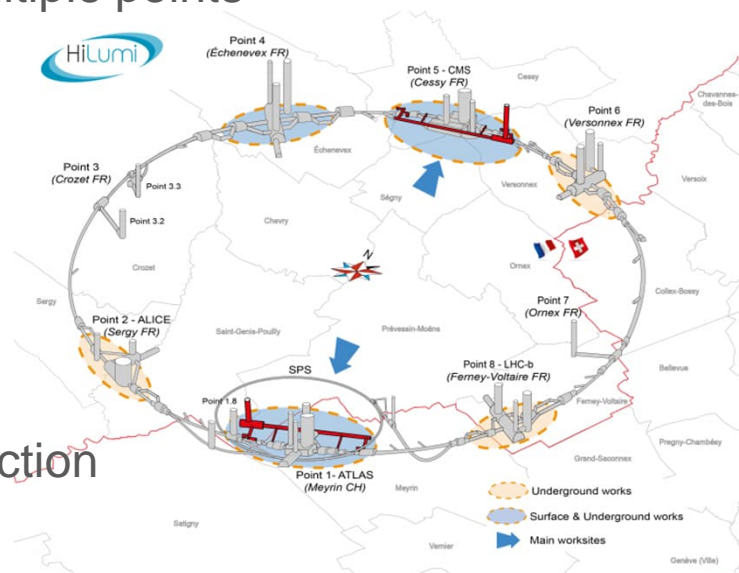 ltiple points
HiLumi
Point 4
(Échenevex FR)
Point 5 - CMS
(Cessy FR)
Cessy
Chavannes-
des-Bois
Point 6
(Versonnex FR)
Échenevex
Point 3
(Crozet FR)
Point 3.3
Versoix
Versonnex
Ségny
Point 3.2
Chevry
N
Crozet
Ornex
Collex-Bossy
Sergy
Point 7
(Ornex FR)
Point 2 - ALICE
(Sergy FR)
Saint-Genis-Pouilly
Prévessin-Moëns
SPS
Point 8 - LHC-b
(Ferney-Voltaire FR)
Bellevue
Point 1.8
Ferney-Voltaire
Pregny-Chambésy
ction
Grand-Saconnex
Point 1- ATLAS
(Meyrin CH)
Meyrin
Underground works
Satigny
Surface & Underground works
Vernier
Main worksites
Genève (Ville)